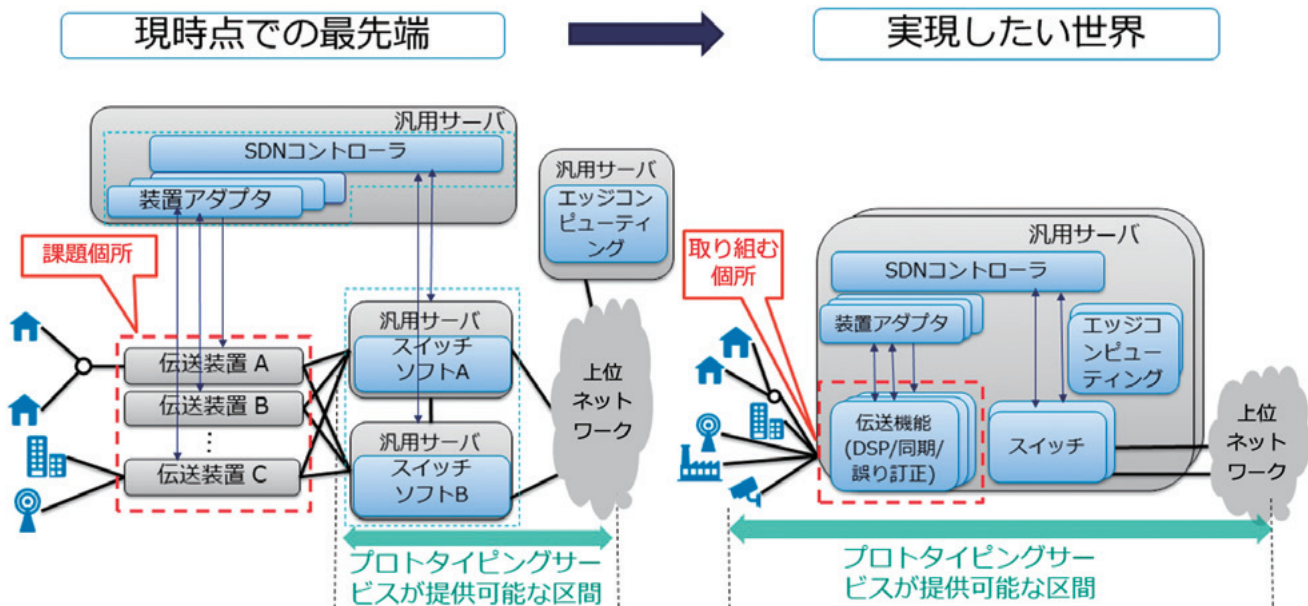 現時点での最先端
実現したい世界
汎用サーバ
SDNコントローラ
装置アダプタ
課題個所
伝送装置 A
伝送装置 B
⋮
伝送装置 C
汎用サーバ
スイッチ
ソフトA
汎用サーバ
スイッチ
ソフトB
汎用サーバ
エッジコン
ピューティ
ング
上位
ネット
ワーク
プロトタイピングサー
ビスが提供可能な区間
取り組む
個所
汎用サーバ
SDNコントローラ
装置アダプタ
エッジコ
ンピュー
ティング
伝送機能
(DSP/同期/
誤り訂正)
スイッチ
上位
ネット
ワーク
プロトタイピングサー
ビスが提供可能な区間